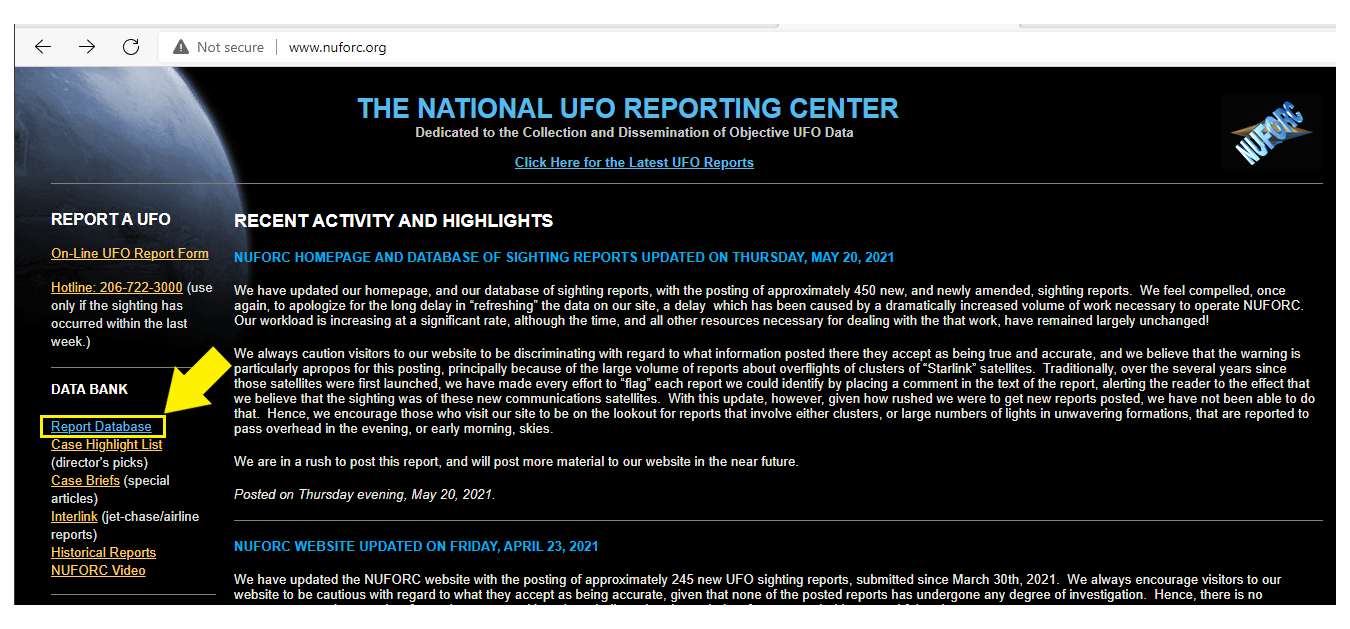 Not secure | www.nuforc.org
THE NATIONAL UFO REPORTING CENTER
Dedicated to the Collection and Dissemination of Objective UFO Data
Click Here for the Latest UFO Reports
NUFORC
REPORT A UFO
On-Line UFO Report Form
Hotline: 206-722-3000 (use
only if the sighting has
occurred within the last
week.)
DATA BANK
Report Database
Case Highlight List
(director's picks)
Case Briefs (special
articles)
Interlink (jet-chase/airline
reports)
Historical Reports
NUFORC Video
RECENT ACTIVITY AND HIGHLIGHTS
NUFORC HOMEPAGE AND DATABASE OF SIGHTING REPORTS UPDATED ON THURSDAY, MAY 20, 2021
We have updated our homepage, and our database of sighting reports, with the posting of approximately 450 new, and newly amended, sighting reports.  We feel compelled, once
again, to apologize for the long delay in “refreshing” the data on our site, a delay  which has been caused by a dramatically increased volume of work necessary to operate NUFORC.
Our workload is increasing at a significant rate, although the time, and all other resources necessary for dealing with the that work, have remained largely unchanged!
We always caution visitors to our website to be discriminating with regard to what information posted there they accept as being true and accurate, and we believe that the warning is
particularly apropos for this posting, principally because of the large volume of reports about overflights of clusters of “Starlink” satellites.  Traditionally, over the several years since
those satellites were first launched, we have made every effort to “flag” each report we could identify by placing a comment in the text of the report, alerting the reader to the effect that
we believe that the sighting was of these new communications satellites.  With this update, however, given how rushed we were to get new reports posted, we have not been able to do
that.  Hence, we encourage those who visit our site to be on the lookout for reports that involve either clusters, or large numbers of lights in unwavering formations, that are reported to
pass overhead in the evening, or early morning, skies.
We are in a rush to post this report, and will post more material to our website in the near future.
Posted on Thursday evening, May 20, 2021.
NUFORC WEBSITE UPDATED ON FRIDAY, APRIL 23, 2021
We have updated the NUFORC website with the posting of approximately 245 new UFO sighting reports, submitted since March 30th, 2021.  We always encourage visitors to our
website to be cautious with regard to what they accept as being accurate, given that none of the posted reports has undergone any degree of investigation.  Hence, there is no